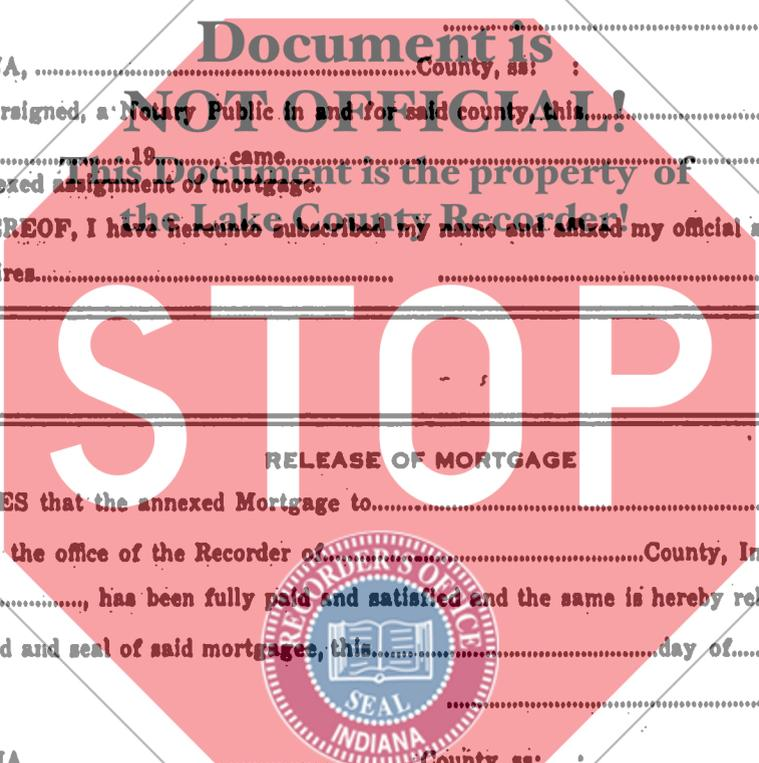 Document is
A, County, ss:
rsigned, a Notary Public in and for said county, this
NOT OFFICIAL!
19 came
This Document is the property of
exed assignment of mortgage.
the Lake County Recorder!
REOF, I have hereunto subscribed my name and affixed my official
ires
STOP
RELEASE OF MORTGAGE
ES that the annexed Mortgage to
the office of the Recorder of County, In
, has been fully paid and satisfied and the same is hereby rel
d and seal of said mortgagee, this day of
RECORDER'S OFFICE
SEAL
INDIANA
County, ss: